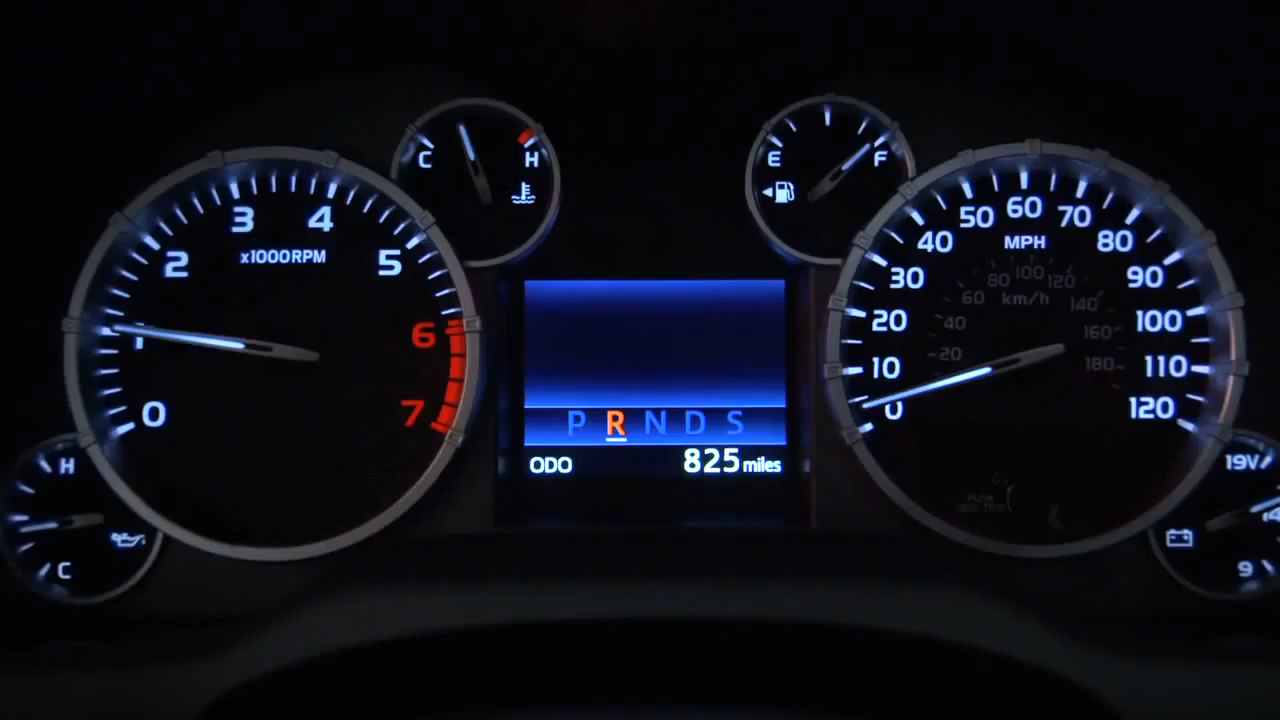 C H
E F
0 1 2 3 4 5 6 7
x1000RPM
0 10 20 30 40 50 60 70 80 90 100 110 120
MPH
20 40 60 80 100 120 140 160 180
km/h
P R N D S
ODO 825 miles
H
C
19V
9